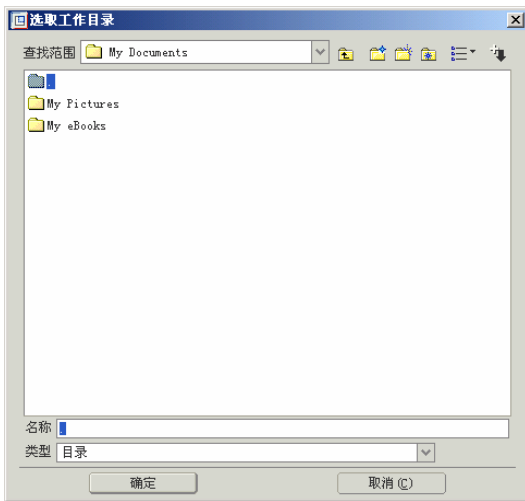 选取工作目录
查找范围 My Documents
.
My Pictures
My eBooks
名称 .
类型 目录
确定 取消(C)